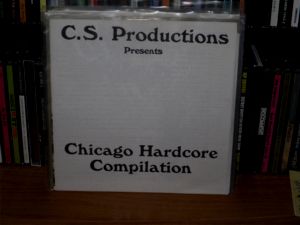 C.S. Productions
Presents
Chicago Hardcore
Compilation